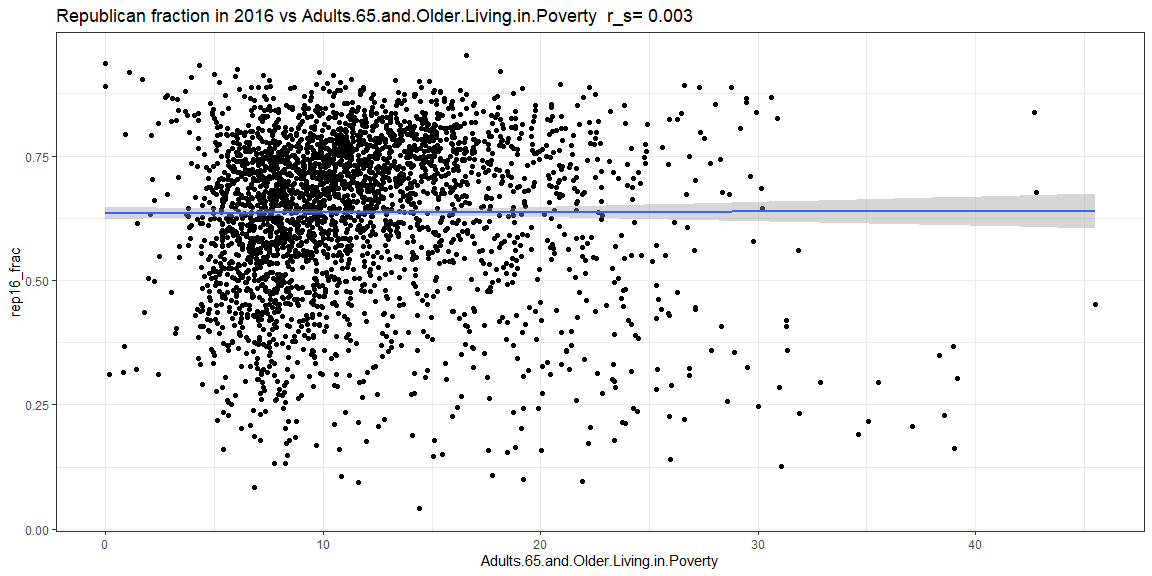 Republican fraction in 2016 vs Adults.65.and.Older.Living.in.Poverty r_s= 0.003
rep16_frac
0.75
0.50
0.25
0.00
0 10 20 30 40
Adults.65.and.Older.Living.in.Poverty